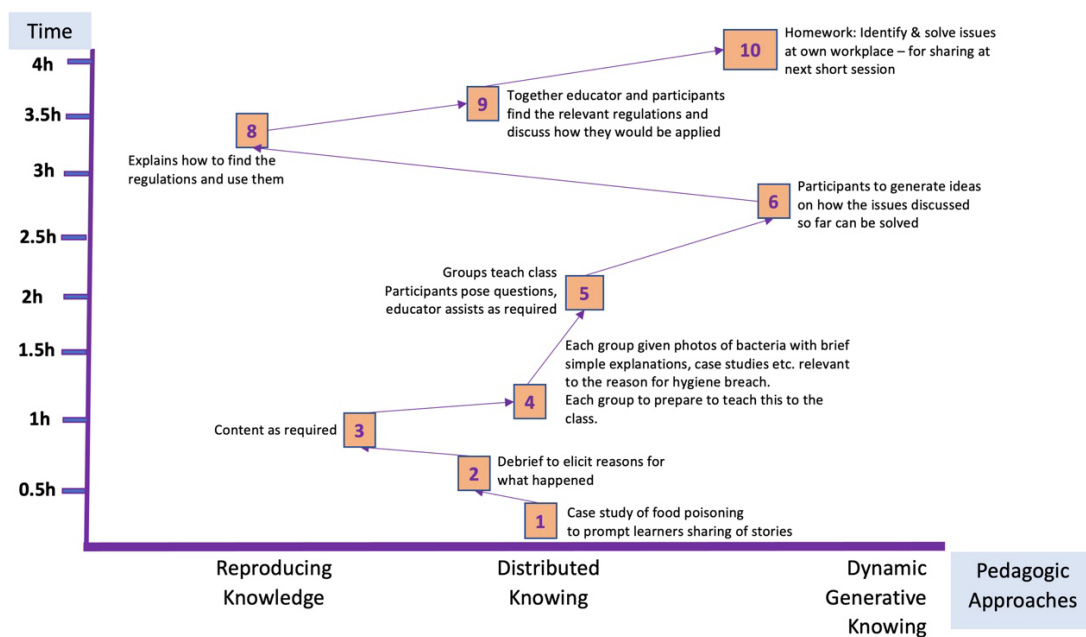 Time
4h
3.5h
3h
2.5h
2h
1.5h
1h
0.5h
10
Homework: Identify & solve issues
at own workplace – for sharing at
next short session
9
Together educator and participants
find the relevant regulations and
discuss how they would be applied
8
Explains how to find the
regulations and use them
6
Participants to generate ideas
on how the issues discussed
so far can be solved
Groups teach class
Participants pose questions,
educator assists as required
5
Each group given photos of bacteria with brief
simple explanations, case studies etc. relevant
to the reason for hygiene breach.
Each group to prepare to teach this to the
class.
4
Content as required
3
2
Debrief to elicit reasons for
what happened
1
Case study of food poisoning
to prompt learners sharing of stories
Reproducing
Knowledge
Distributed
Knowing
Dynamic
Generative
Knowing
Pedagogic
Approaches